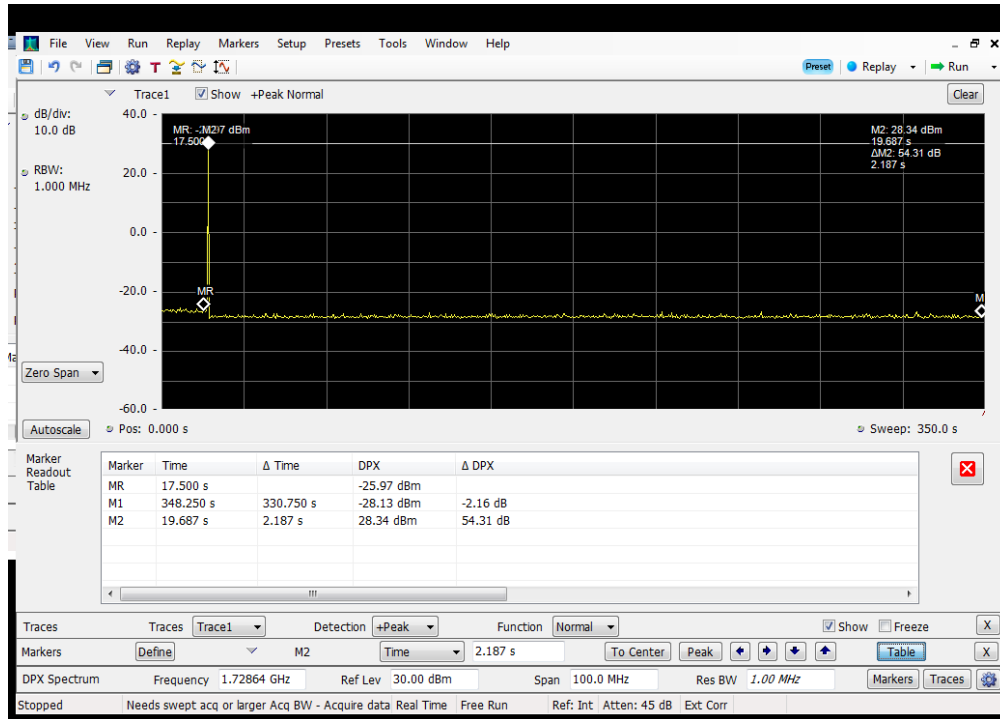 File View Run Replay Markers Setup Presets Tools Window Help
T Preset Replay Run
Trace1 Show +Peak Normal Clear
dB/div:
10.0 dB
RBW:
1.000 MHz
40.0
20.0
0.0
-20.0
-40.0
-60.0
M2
17.500
M2: 28.34 dBm
19.687 s
ΔM2: 54.31 dB
2.187 s
MR
M
Zero Span
Autoscale Pos: 0.000 s Sweep: 350.0 s
Marker
Readout
Table
Marker Time Δ Time DPX Δ DPX
MR 17.500 s -25.97 dBm
M1 348.250 s 330.750 s -28.13 dBm -2.16 dB
M2 19.687 s 2.187 s 28.34 dBm 54.31 dB
Traces Traces Trace1 Detection +Peak Function Normal Show Freeze X
Markers Define M2 Time 2.187 s To Center Peak Table X
DPX Spectrum Frequency 1.72864 GHz Ref Lev 30.00 dBm Span 100.0 MHz Res BW 1.00 MHz Markers Traces
Stopped Needs swept acq or larger Acq BW - Acquire data Real Time Free Run Ref: Int Atten: 45 dB Ext Corr